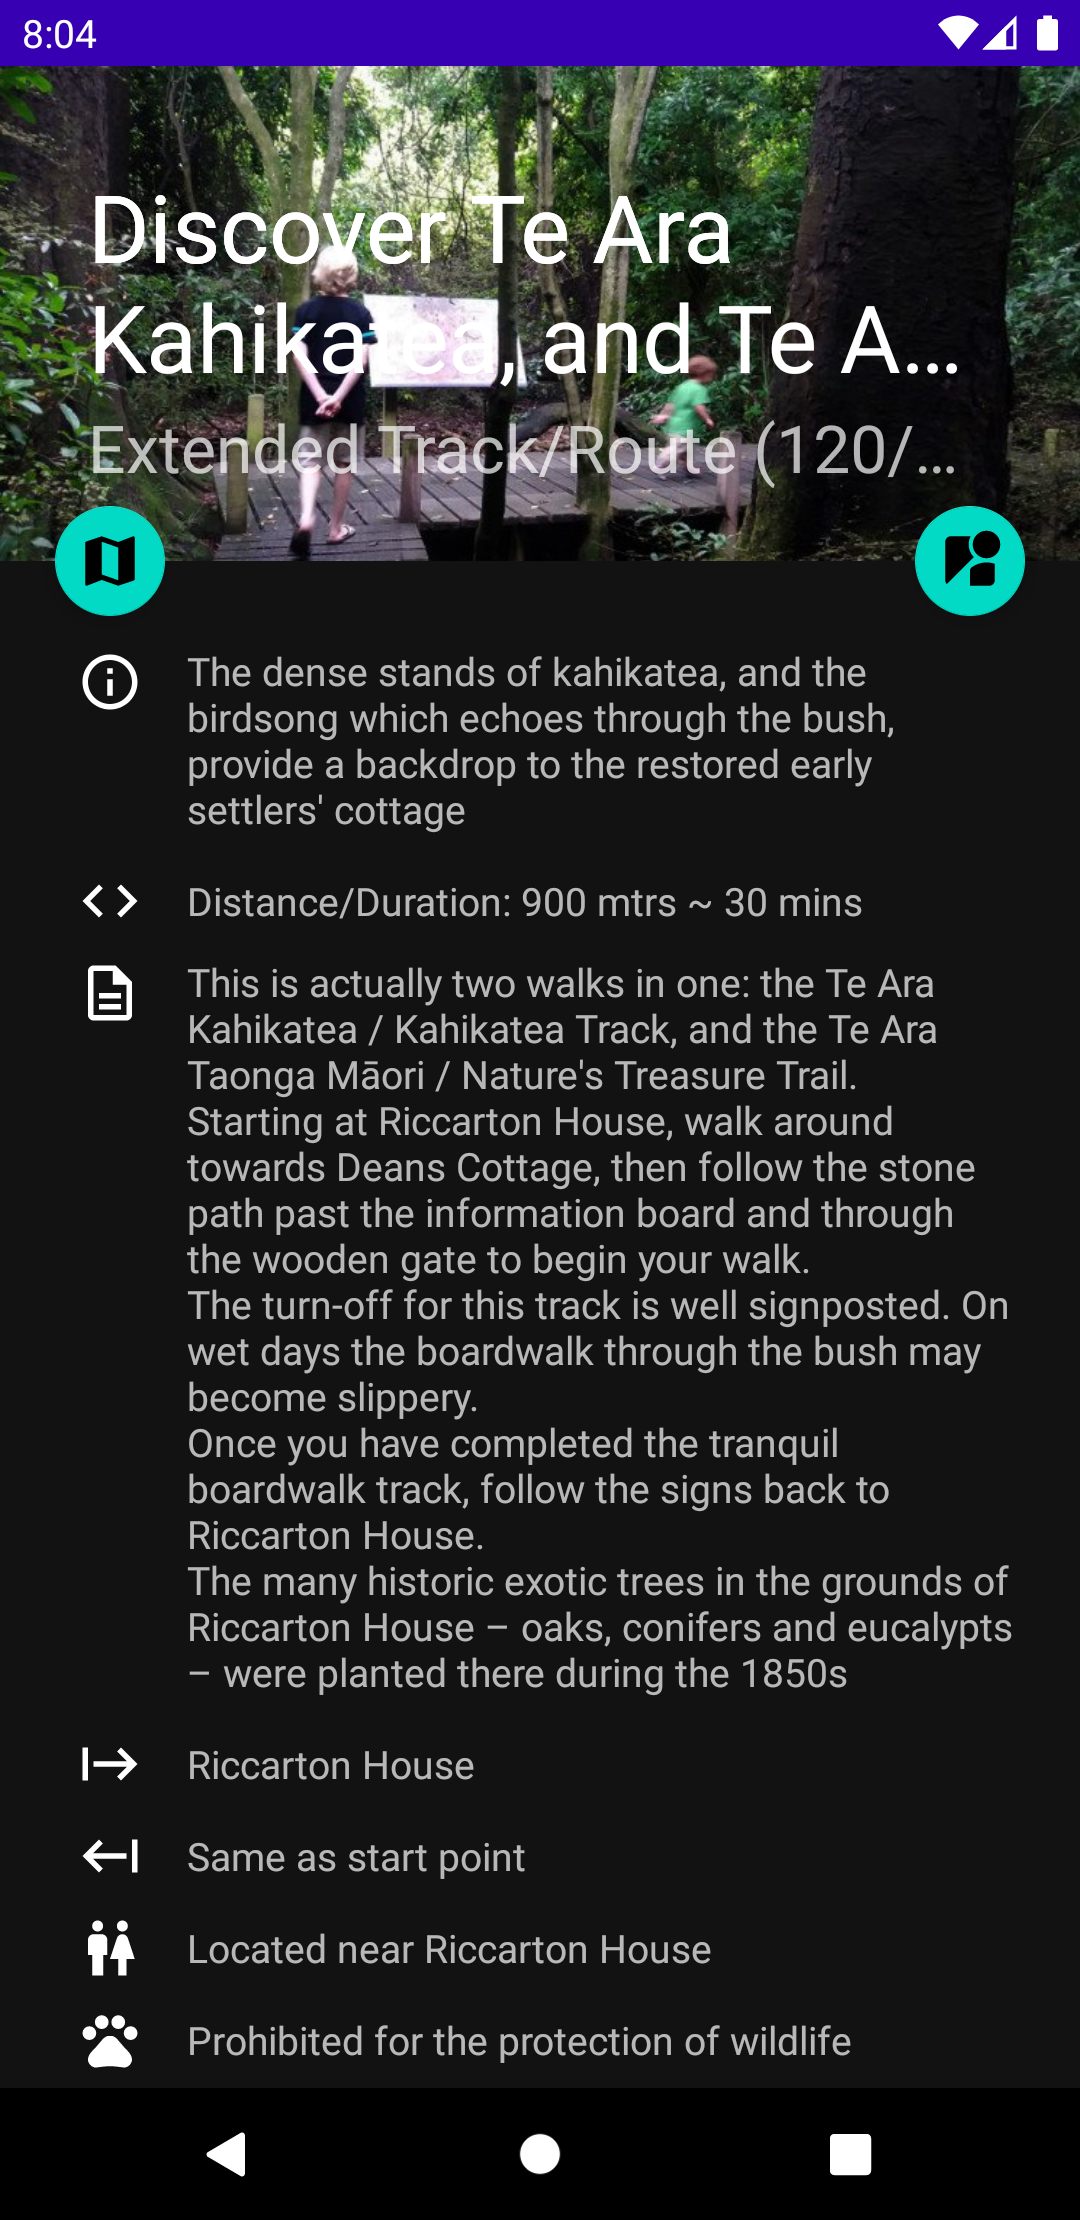 8:04
Discover Te Ara
Kahikatea, and Te A...
Extended Track/Route (120/...
The dense stands of kahikatea, and the
birdsong which echoes through the bush,
provide a backdrop to the restored early
settlers' cottage
Distance/Duration: 900 mtrs ~ 30 mins
This is actually two walks in one: the Te Ara
Kahikatea / Kahikatea Track, and the Te Ara
Taonga Māori / Nature's Treasure Trail.
Starting at Riccarton House, walk around
towards Deans Cottage, then follow the stone
path past the information board and through
the wooden gate to begin your walk.
The turn-off for this track is well signposted. On
wet days the boardwalk through the bush may
become slippery.
Once you have completed the tranquil
boardwalk track, follow the signs back to
Riccarton House.
The many historic exotic trees in the grounds of
Riccarton House – oaks, conifers and eucalypts
– were planted there during the 1850s
Riccarton House
Same as start point
Located near Riccarton House
Prohibited for the protection of wildlife